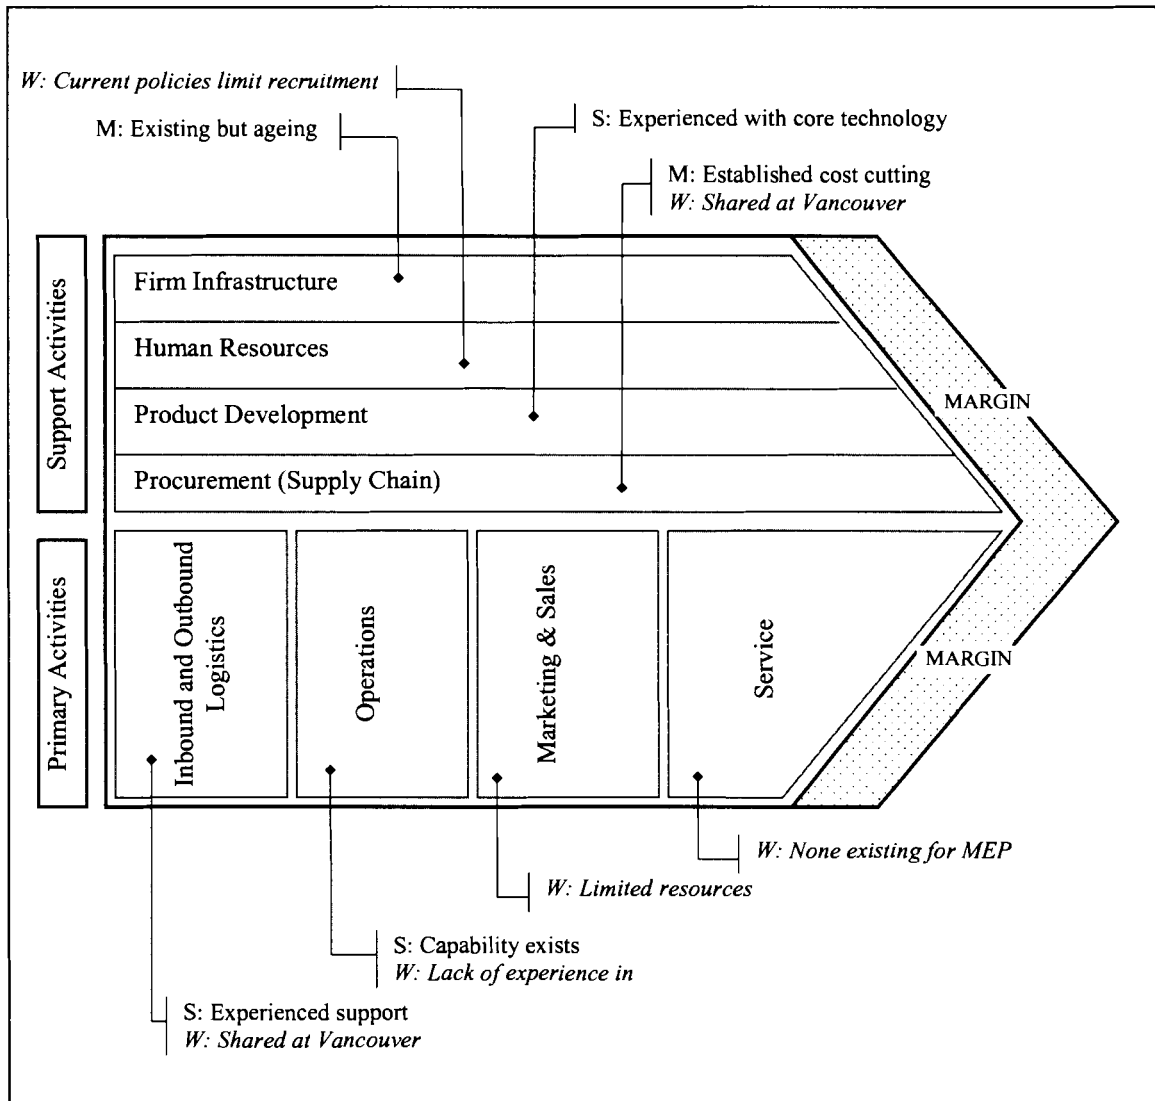 W: Current policies limit recruitment
M: Existing but ageing
S: Experienced with core technology
M: Established cost cutting
W: Shared at Vancouver
Support Activities
Firm Infrastructure
Human Resources
Product Development
Procurement (Supply Chain)
MARGIN
Primary Activities
Inbound and Outbound
Logistics
Operations
Marketing & Sales
Service
MARGIN
W: None existing for MEP
W: Limited resources
S: Capability exists
W: Lack of experience in
S: Experienced support
W: Shared at Vancouver